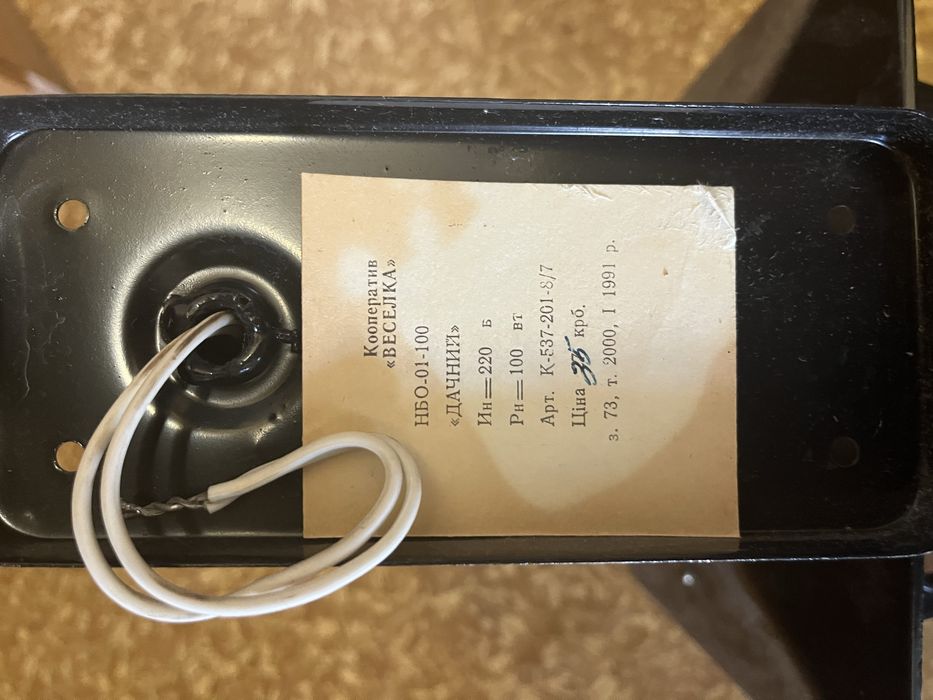 Кооператив
«ВЕСЕЛКА»
НБО-01-100
«ДАЧНИЙ»
Ин=220 Б
Рн=100 вт
Арт. К-537-201-8/7
Ціна 35 крб.
з. 73, т. 2000, I 1991 р.